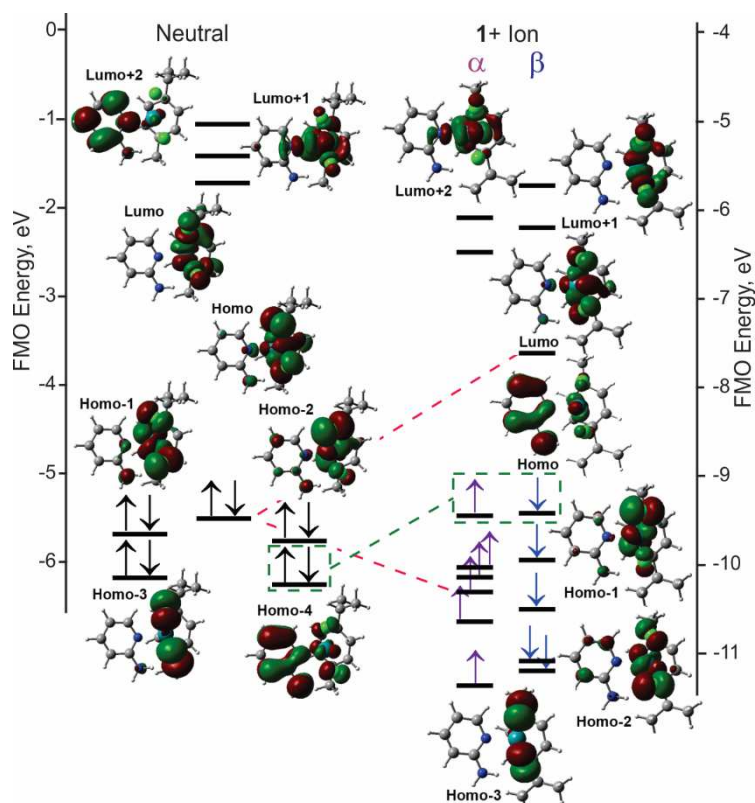 Neutral
1+ Ion
α
β
0
-1
-2
-3
-4
-5
-6
FMO Energy, eV
Lumo+2
Lumo+1
Lumo
Homo
Homo-1
Homo-2
Homo-3
Homo-4
Lumo+2
Lumo+1
Lumo
Homo
Homo-1
Homo-2
Homo-3
-4
-5
-6
-7
-8
-9
-10
-11
FMO Energy, eV